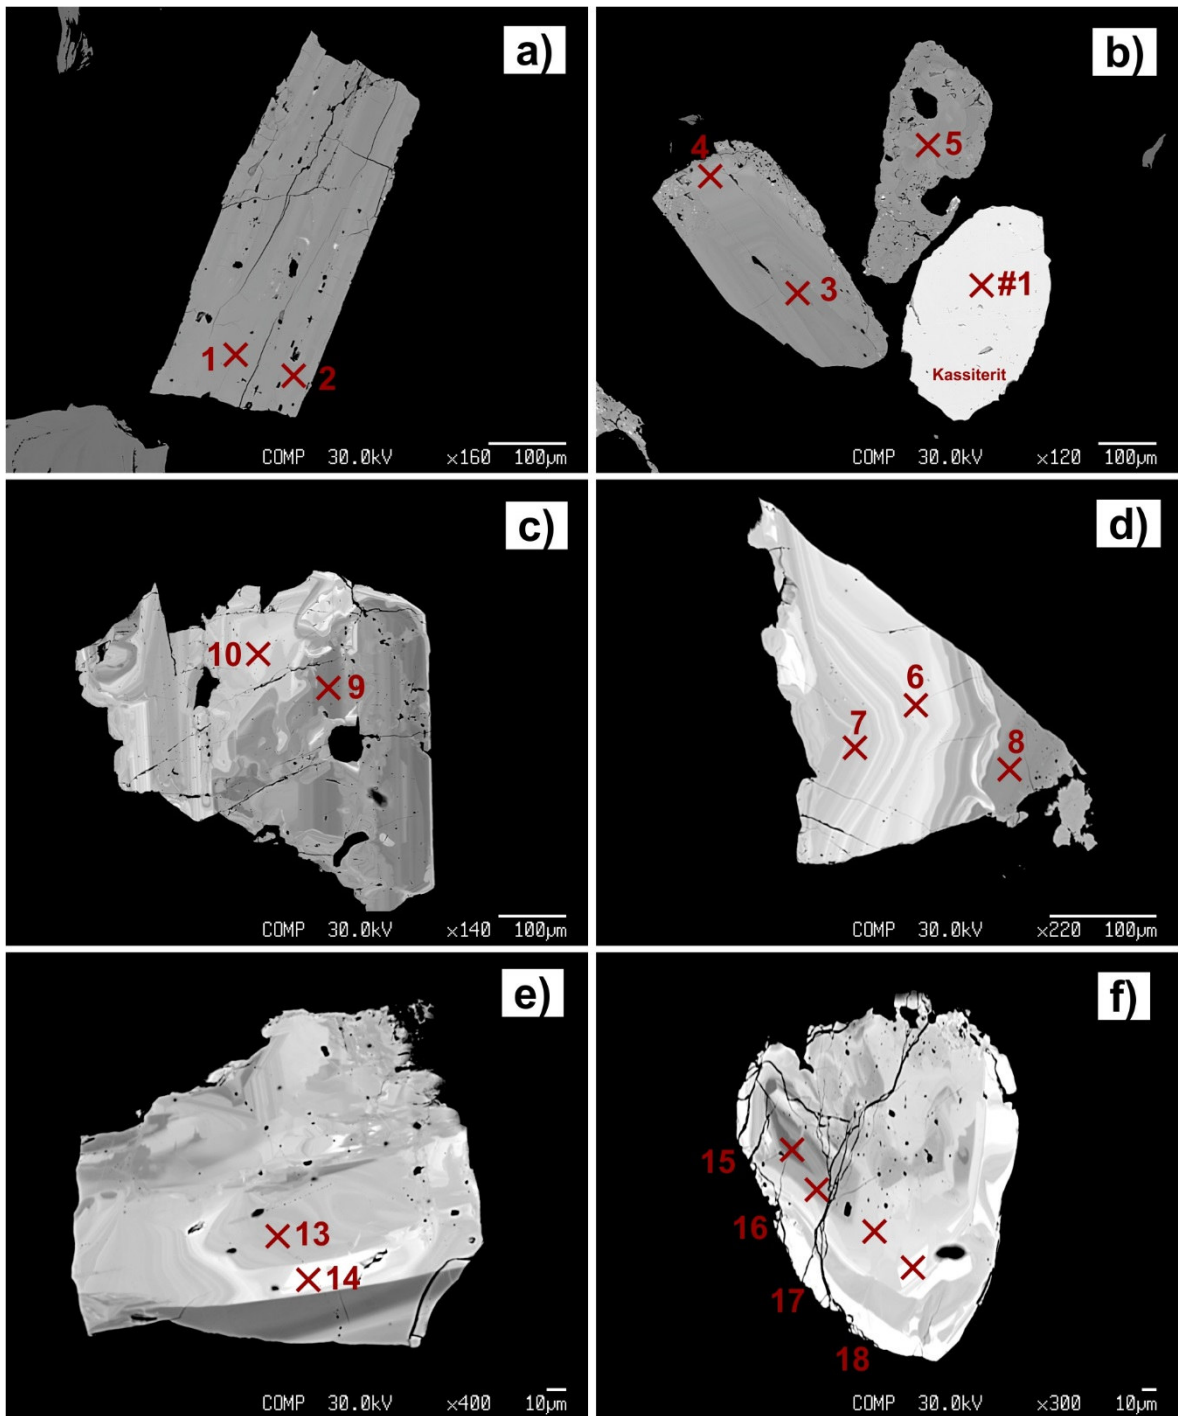 a)
1
2
COMP 30.0kV ×160 100µm
b)
4
5
3
#1
Kassiterit
COMP 30.0kV ×120 100µm
c)
10
9
COMP 30.0kV ×140 100µm
d)
6
7
8
COMP 30.0kV ×220 100µm
e)
13
14
COMP 30.0kV ×400 10µm
f)
15
16
17
18
COMP 30.0kV ×300 10µm